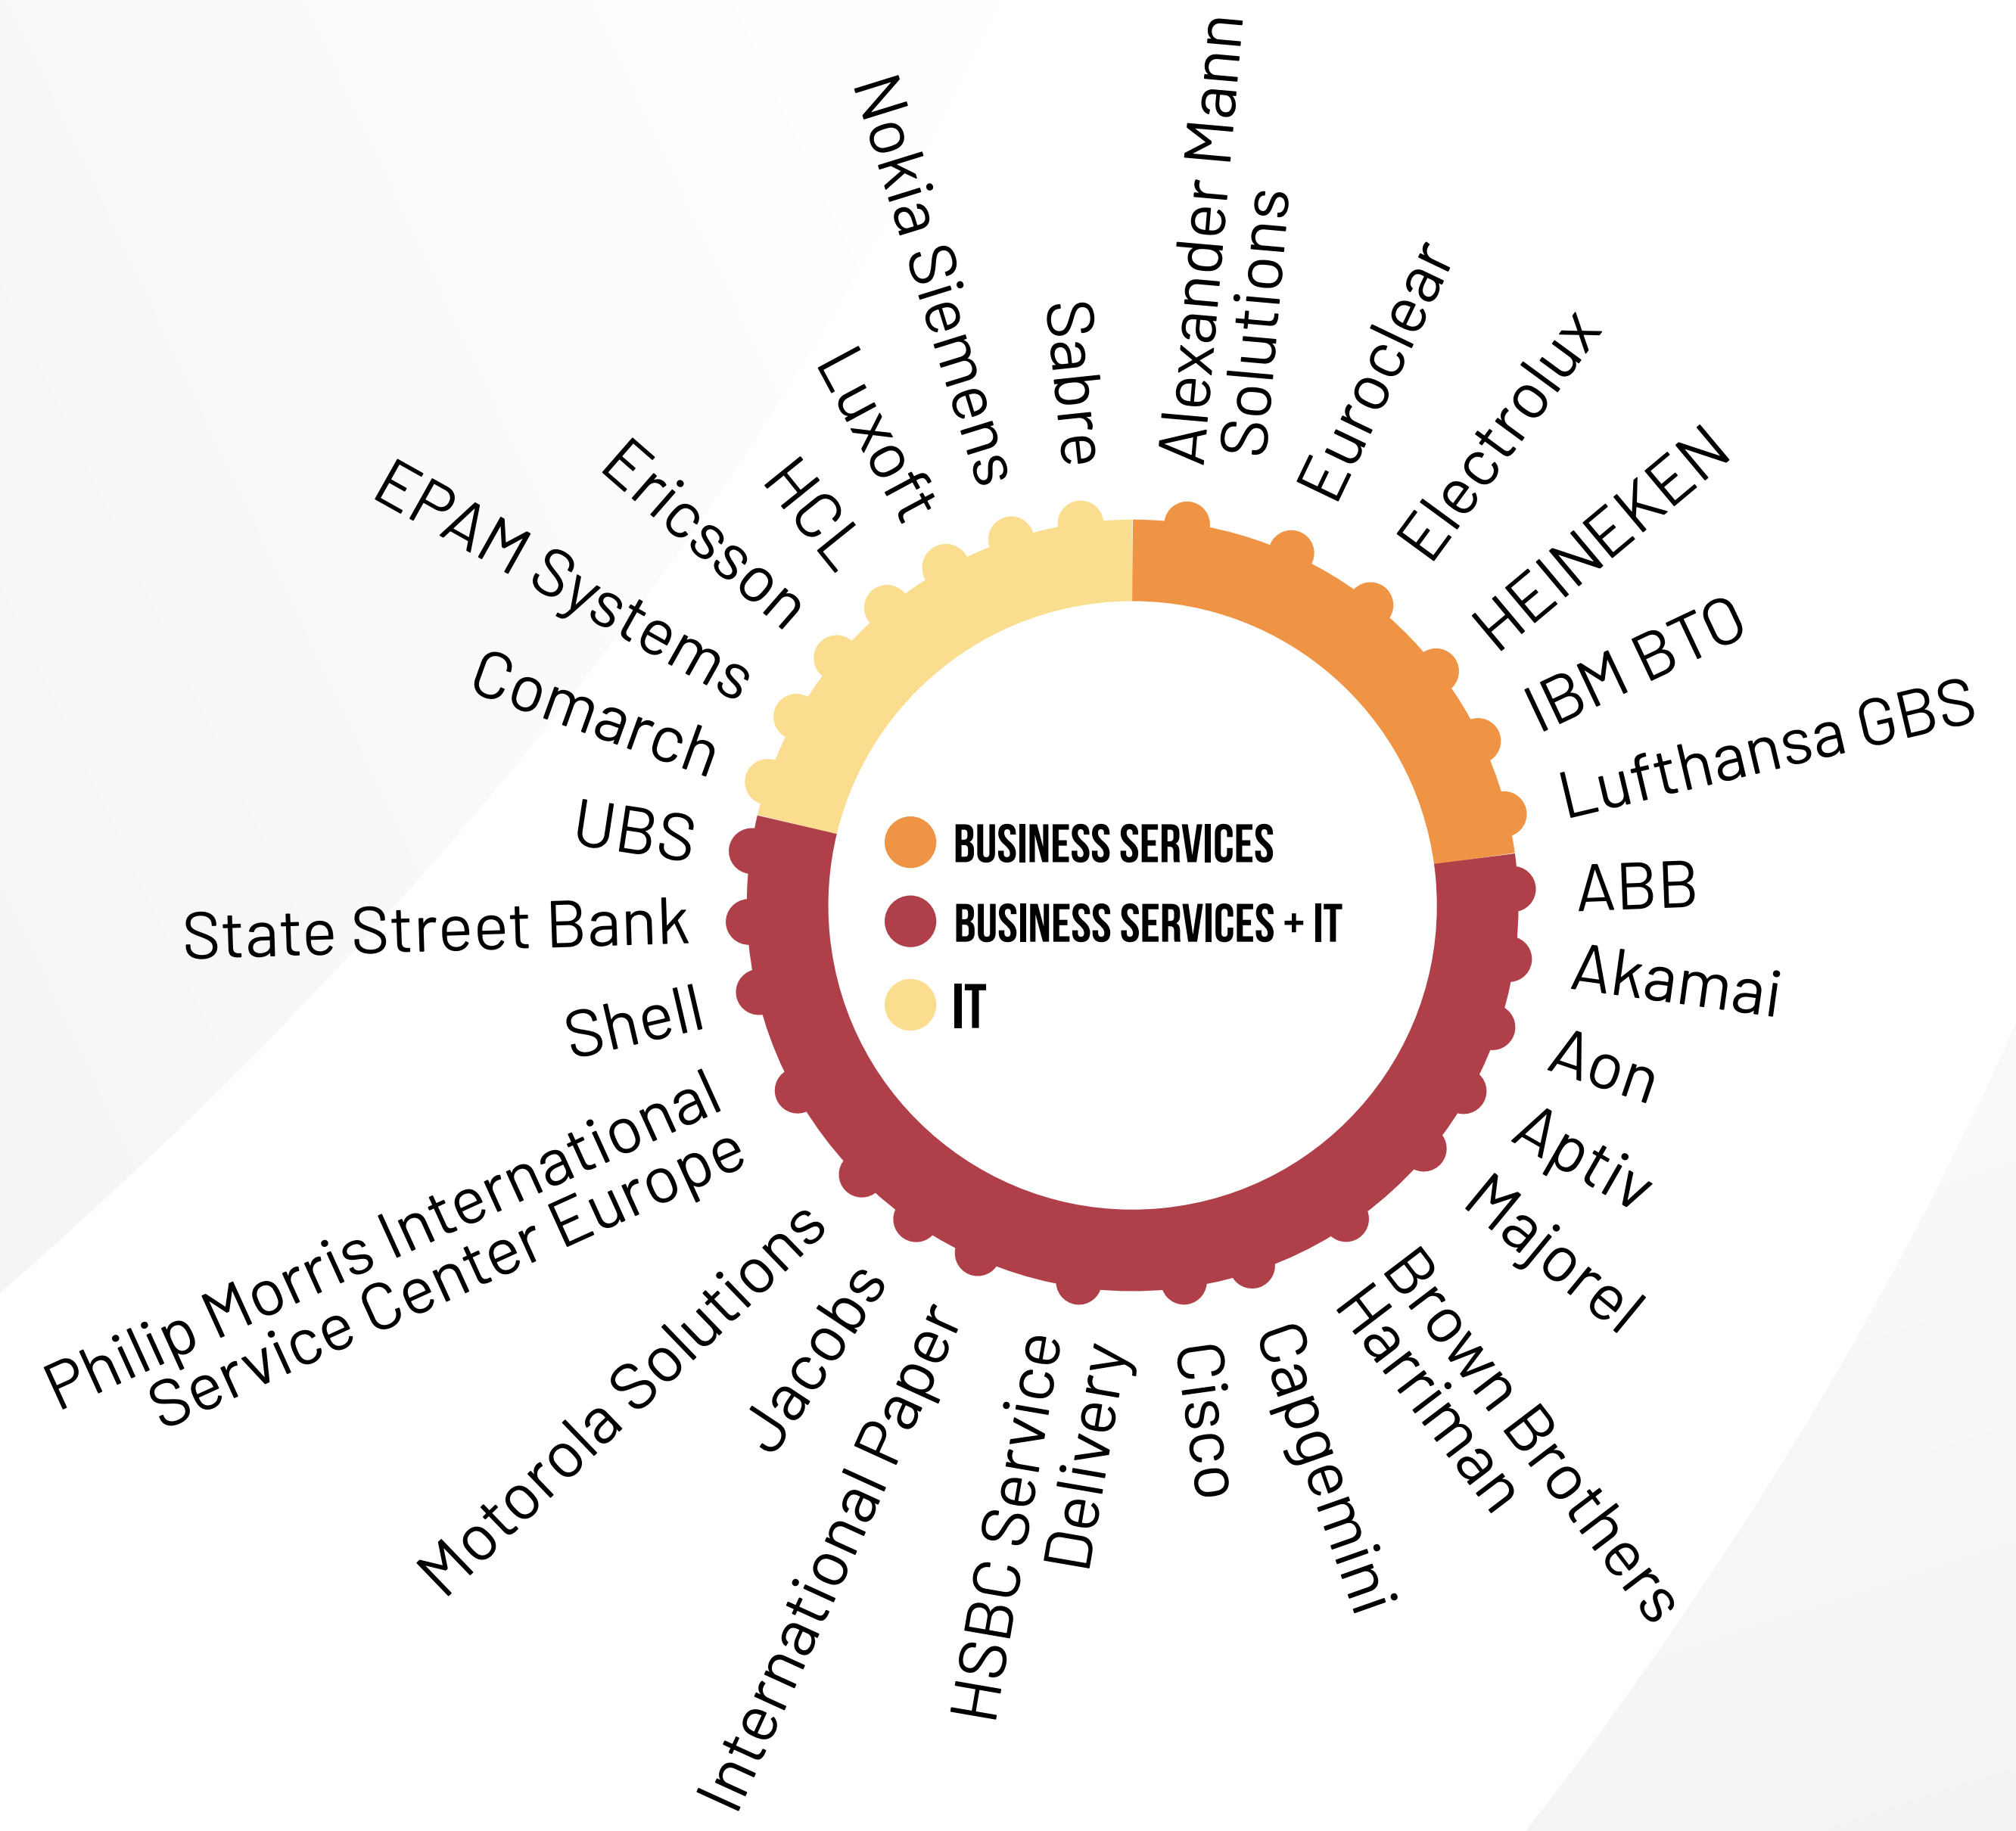 Alexander Mann
Solutions
Euroclear
Electrolux
HEINEKEN
IBM BTO
Lufthansa GBS
ABB
Akamai
Aon
Aptiv
Majorel
Brown Brothers
Harriman
Capgemini
Cisco
HSBC Service
Delivery
International Paper
Jacobs
Motorola Solutions
Philip Morris International
Service Center Europe
Shell
State Street Bank
UBS
Comarch
EPAM Systems
Ericsson
HCL
Luxoft
Nokia Siemens
Sabre
BUSINESS SERVICES
BUSINESS SERVICES + IT
IT